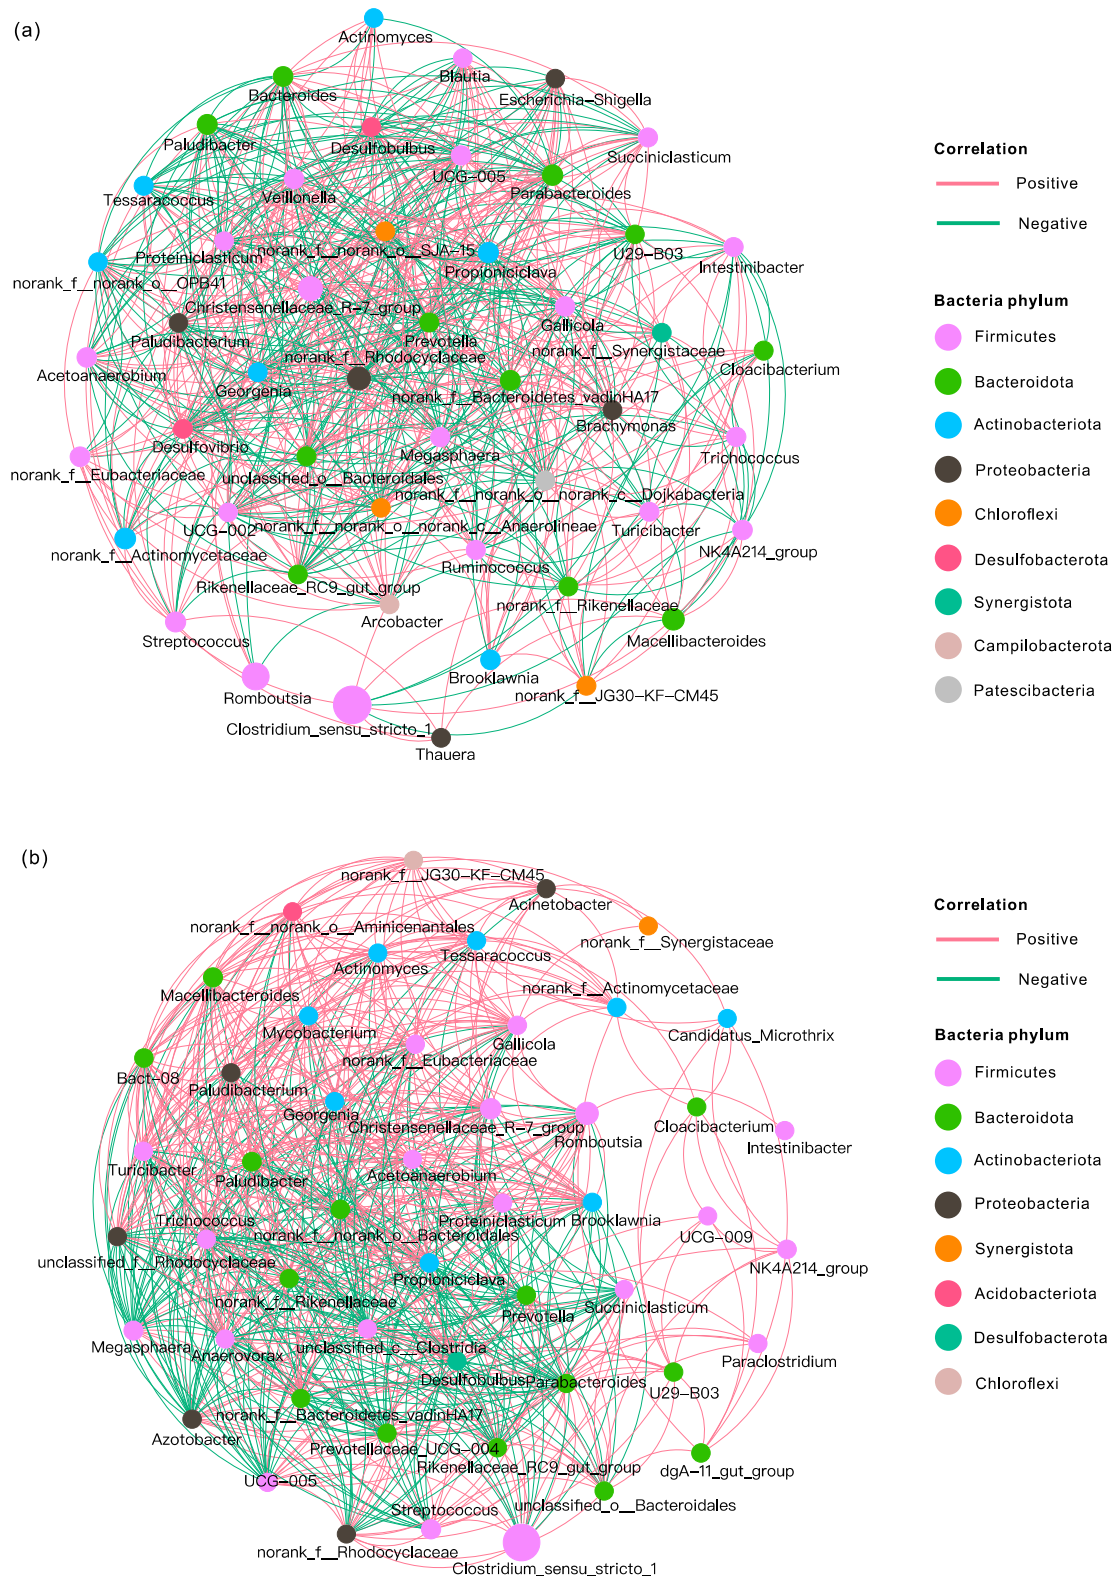 (a)
Actinomyces
Blautia
Escherichia-Shigella
Bacteroides
Paludibacter
Desulfobulbus
Succiniclasticum
UCG-005
Parabacteroides
Tessaracoccus
Veillonella
Proteiniclasticum
norank_f__norank_o__SJA-15
U29-B03
Propioniciclava
Intestinibacter
norank_f__norank_o__OPB41
Christensenellaceae_R-7_group
Gallicola
Paludibacterium
Prevotella
norank_f__Synergistaceae
norank_f__Rhodocyclaceae
Cloacibacterium
Acetoanaerobium
Georgenia
norank_f__Bacteroidetes_vadinHA17
Brachymonas
Desulfovibrio
Megasphaera
Trichococcus
norank_f__Eubacteriaceae
unclassified_o__Bacteroidales
norank_f__norank_o__norank_c__Dojkabacteria
UCG-002
norank_f__norank_o__norank_c__Anaerolineae
Turicibacter
norank_f__Actinomycetaceae
NK4A214_group
Ruminococcus
Rikenellaceae_RC9_gut_group
norank_f__Rikenellaceae
Arcobacter
Streptococcus
Macellibacteroides
Brooklawnia
Romboutsia
norank_f__JG30-KF-CM45
Clostridium_sensu_stricto_1
Thauera
Correlation
Positive
Negative
Bacteria phylum
Firmicutes
Bacteroidota
Actinobacteriota
Proteobacteria
Chloroflexi
Desulfobacterota
Synergistota
Campilobacterota
Patescibacteria
(b)
norank_f__JG30-KF-CM45
Acinetobacter
norank_f__norank_o__Aminicenantales
norank_f__Synergistaceae
Tessaracoccus
Actinomyces
norank_f__Actinomycetaceae
Macellibacteroides
Mycobacterium
Candidatus_Microthrix
Gallicola
norank_f__Eubacteriaceae
Bact-08
Paludibacterium
Georgenia
Christensenellaceae_R-7_group
Cloacibacterium
Romboutsia
Intestinibacter
Turicibacter
Paludibacter
Acetoanaerobium
Trichococcus
Proteiniclasticum
Brooklawnia
norank_f__norank_o__Bacteroidales
UCG-009
unclassified_f__Rhodocyclaceae
NK4A214_group
Propioniciclava
norank_f__Rikenellaceae
Prevotella
Succiniclasticum
Megasphaera
Anaerovorax
unclassified_c__Clostridia
Paraclostridium
Desulfobulbus
Parabacteroides
U29-B03
norank_f__Bacteroidetes_vadinHA17
Azotobacter
Prevotellaceae_UCG-004
Rikenellaceae_RC9_gut_group
dgA-11_gut_group
UCG-005
Streptococcus
unclassified_o__Bacteroidales
norank_f__Rhodocyclaceae
Clostridium_sensu_stricto_1
Correlation
Positive
Negative
Bacteria phylum
Firmicutes
Bacteroidota
Actinobacteriota
Proteobacteria
Synergistota
Acidobacteriota
Desulfobacterota
Chloroflexi